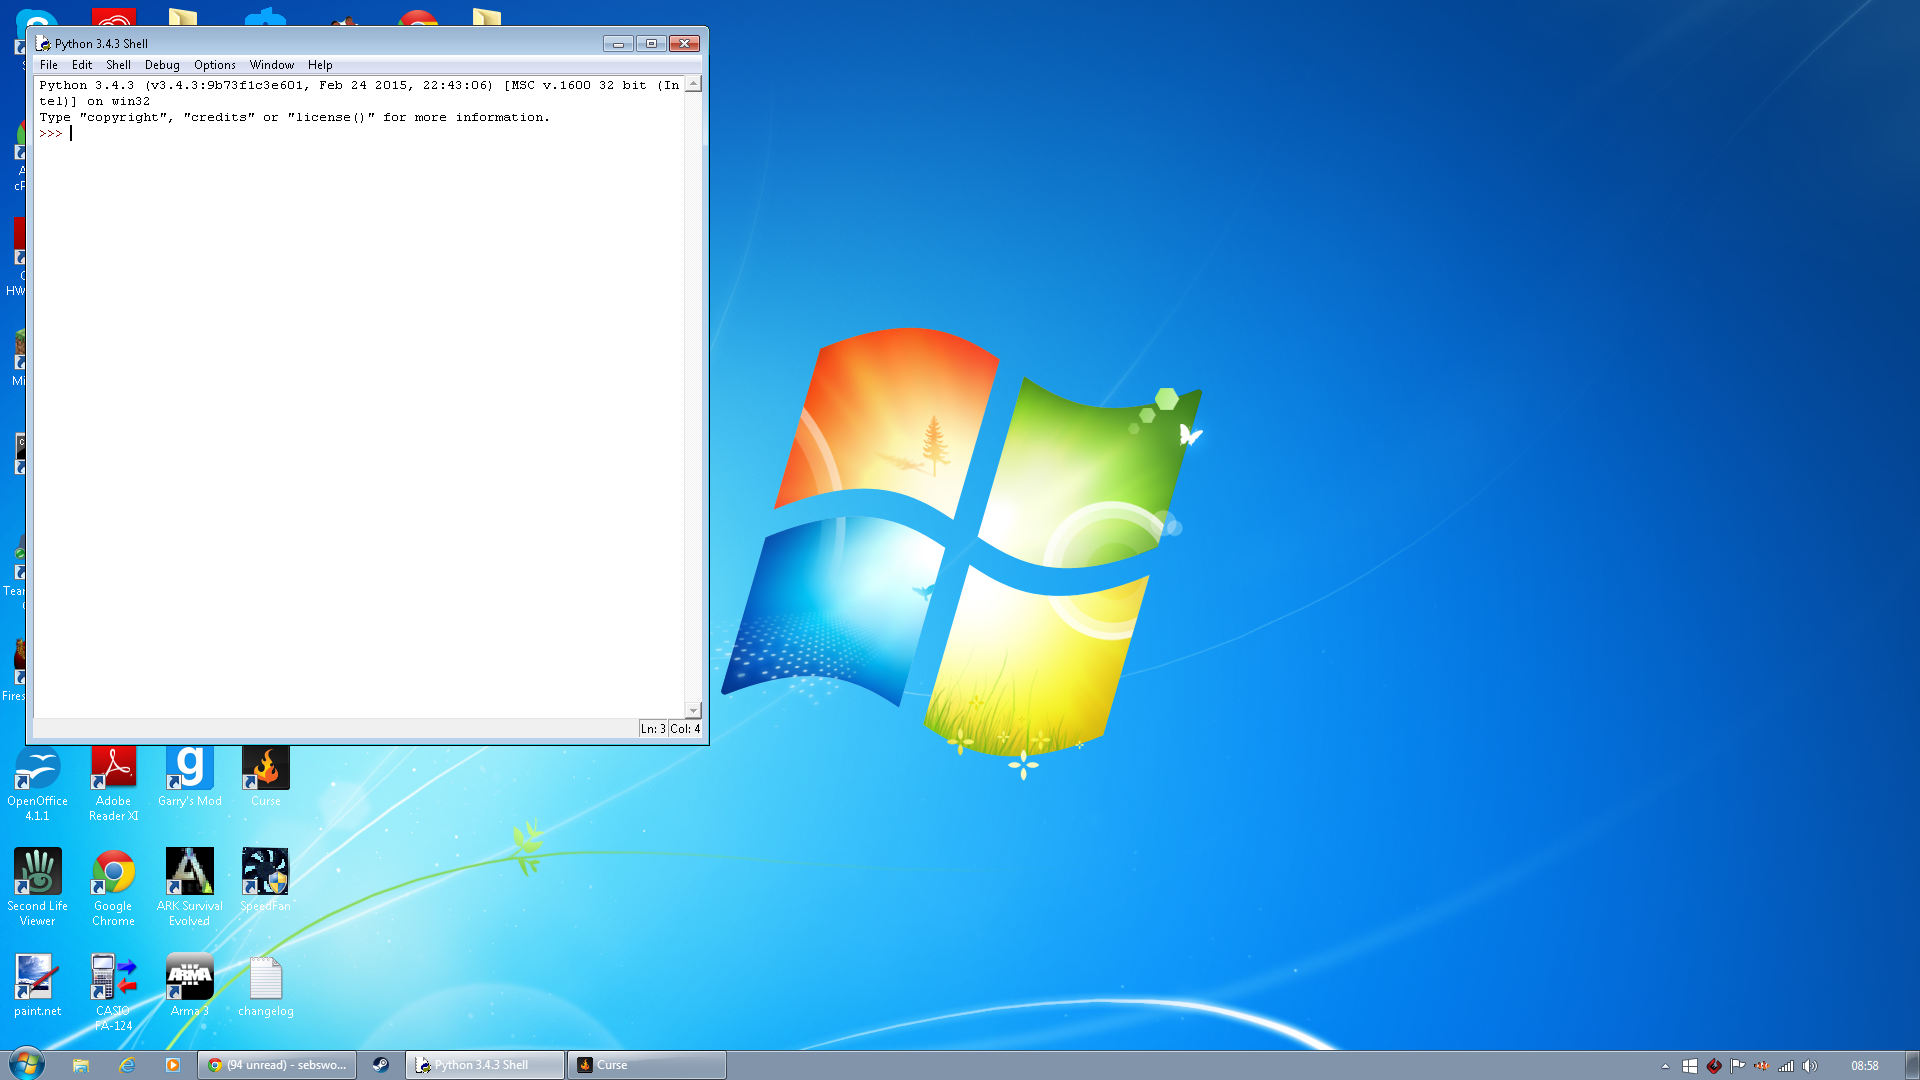 Python 3.4.3 Shell
File Edit Shell Debug Options Window Help
Python 3.4.3 (v3.4.3:9b73f1c3e601, Feb 24 2015, 22:43:06) [MSC v.1600 32 bit (In
tel)] on win32
Type "copyright", "credits" or "license()" for more information.
>>>
Ln: 3 Col: 4
OpenOffice
4.1.1
Adobe
Reader XI
Garry's Mod
Curse
Second Life
Viewer
Google
Chrome
ARK Survival
Evolved
SpeedFan
paint.net
CASIO
FA-124
ARMA
Arma 3
changelog
(94 unread) - sebswo...
Python 3.4.3 Shell
Curse
08:58